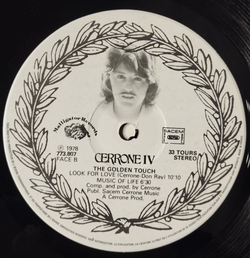 Malligator Records
CERRONE IV
SACEM
℗ 1978
773.807
FACE B
33 TOURS
STEREO
THE GOLDEN TOUCH
LOOK FOR LOVE (Cerrone-Don Ray) 10'10
MUSIC OF LIFE 6'30
Comp. and prod. by Cerrone
Publ. Sacem Cerrone Music
A Cerrone Prod.